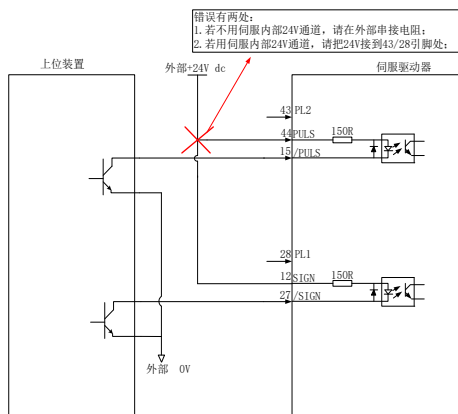 错误有两处:
1. 若不用伺服内部24V通道，请在外部串接电阻;
2. 若用伺服内部24V通道，请把24V接到43/28引脚处;
上位装置
外部+24V dc
伺服驱动器
43 PL2
44 PULS
150R
15 /PULS
28 PL1
12 SIGN
150R
27 /SIGN
外部 0V